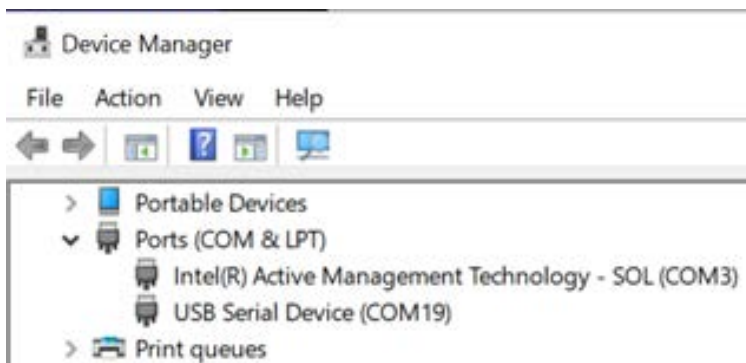 Device Manager
File Action View Help
Portable Devices
Ports (COM & LPT)
Intel(R) Active Management Technology - SOL (COM3)
USB Serial Device (COM19)
Print queues